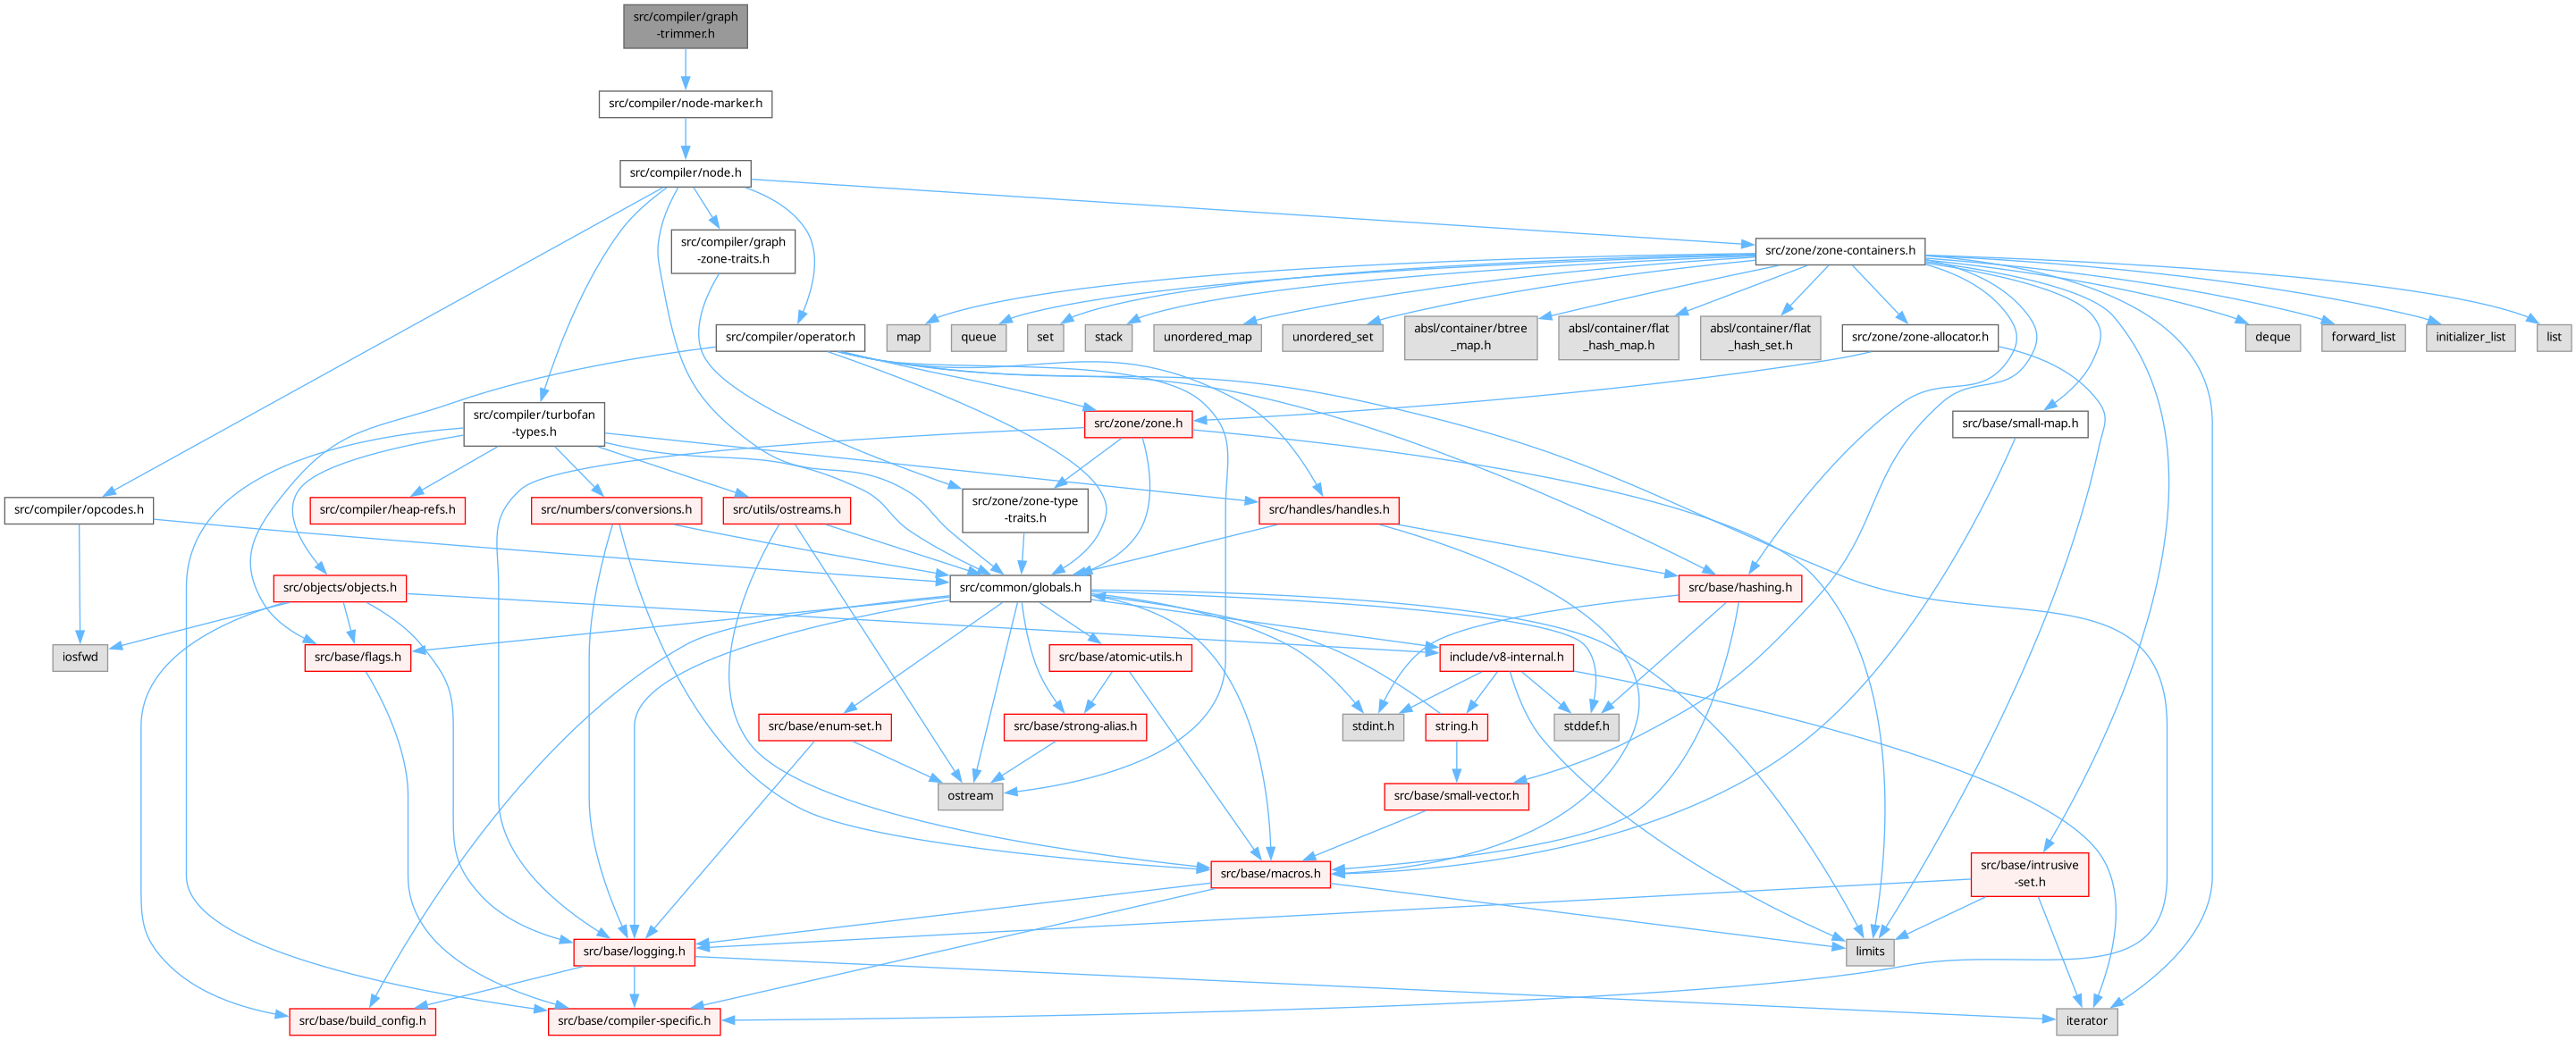 src/compiler/graph
-trimmer.h
src/compiler/node-marker.h
src/compiler/node.h
src/compiler/graph
-zone-traits.h
src/zone/zone-containers.h
src/compiler/operator.h
map
queue
set
stack
unordered_map
unordered_set
absl/container/btree
_map.h
absl/container/flat
_hash_map.h
absl/container/flat
_hash_set.h
src/zone/zone-allocator.h
deque
forward_list
initializer_list
list
src/compiler/turbofan
-types.h
src/zone/zone.h
src/base/small-map.h
src/compiler/opcodes.h
src/compiler/heap-refs.h
src/numbers/conversions.h
src/utils/ostreams.h
src/zone/zone-type
-traits.h
src/handles/handles.h
src/objects/objects.h
src/common/globals.h
src/base/hashing.h
iosfwd
src/base/flags.h
src/base/atomic-utils.h
include/v8-internal.h
src/base/enum-set.h
src/base/strong-alias.h
stdint.h
string.h
stddef.h
ostream
src/base/small-vector.h
src/base/macros.h
src/base/intrusive
-set.h
src/base/logging.h
limits
src/base/build_config.h
src/base/compiler-specific.h
iterator